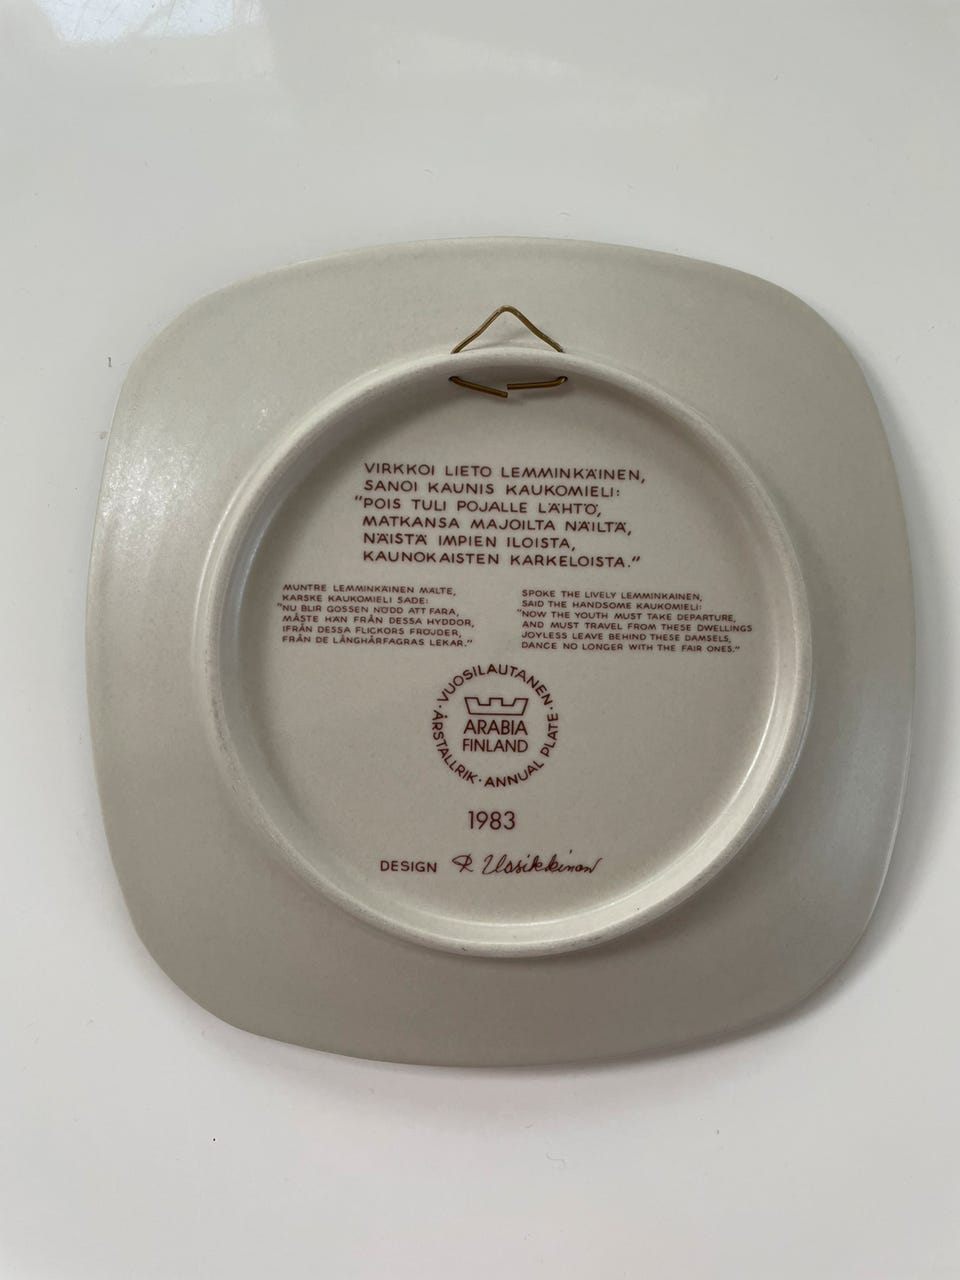 VIRKKOI LIETO LEMMINKÄINEN,
SANOI KAUNIS KAUKOMIELI:
"POIS TULI POJALLE LÄHTÖ,
MATKANSA MAJOILTA NÄILTÄ,
NÄISTÄ IMPIEN ILOISTA,
KAUNOKAISTEN KARKELOISTA."
MUNTRE LEMMINKÄINEN MÄLTE,
KARSKE KAUKOMIELI SADE:
"NU BLIR GOSSEN NÖDD ATT FARA,
MÅSTE HAN FRÅN DESSA HYDDOR,
IFRÅN DESSA FLICKORS FRÖJDER,
FRÅN DE LÅNGHÅRFAGRAS LEKAR."
SPOKE THE LIVELY LEMMINKAINEN,
SAID THE HANDSOME KAUKOMIELI:
"NOW THE YOUTH MUST TAKE DEPARTURE,
AND MUST TRAVEL FROM THESE DWELLINGS
JOYLESS LEAVE BEHIND THESE DAMSELS,
DANCE NO LONGER WITH THE FAIR ONES."
· VUOSILAUTANEN · ANNUAL PLATE · ÅRSTALLRIK
ARABIA
FINLAND
1983
DESIGN R Uosikkinen